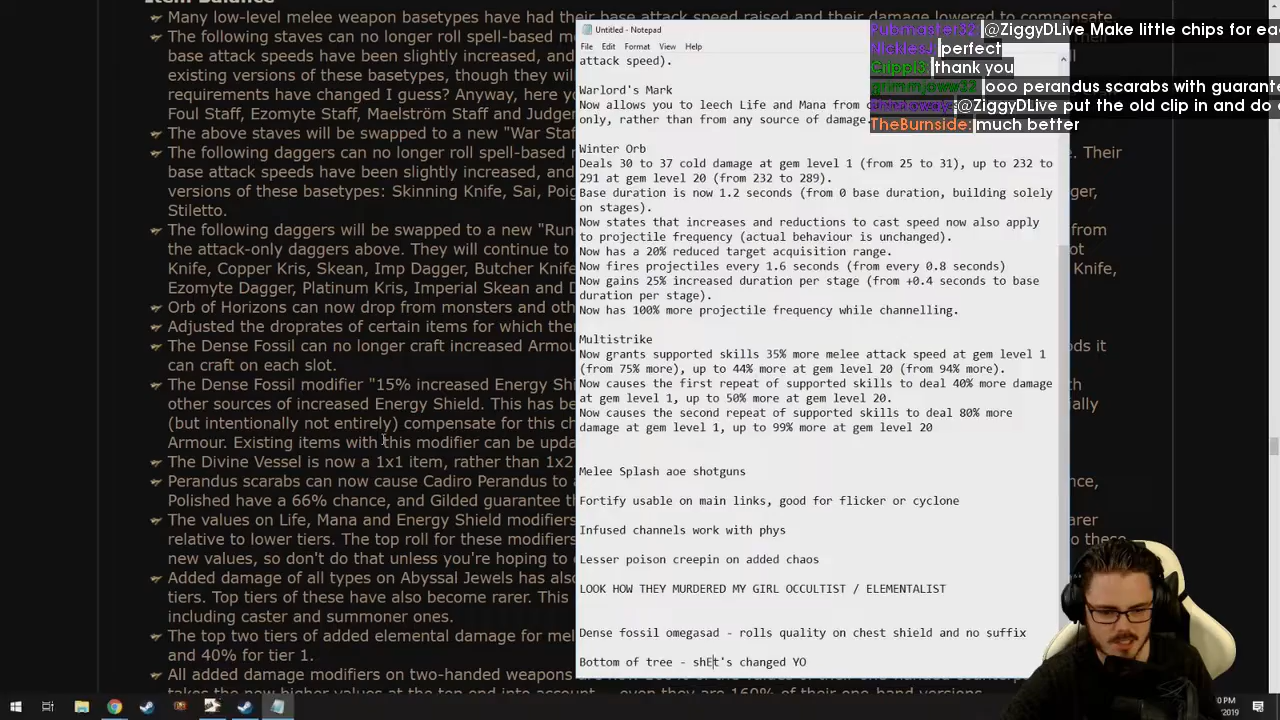 Many low-level melee weapon basetypes have had their base attack speed raised and their damage lowered to compensate
The following staves can no longer roll spell-based m
base attack speeds have been slightly increased, and
existing versions of these basetypes, though they will
requirement have changed I guess? Anyway, here yo
Foul Staff, Ezomyte Staff, Maelström Staff and Judgem
The above staves will be swapped to a new "War Staf
The following daggers can no longer roll spell-based m
base attack speeds have been slightly increased, and
versions of these basetypes: Skinning Knife, Sai, Poig
Stiletto.
The following daggers will be swapped to a new "Run
from attack-only daggers. They will continue to
Knife, Copper Kris, Skean, Imp Dagger, Butcher Knife
Ezomyte Dagger, Platinum Kris, Imperial Skean and D
Orb of Horizons can now drop from monsters and othe
Adjusted the droprates of certain items for which the
The Dense Fossil can no longer craft increased Armou
can craft on each slot.
The Dense Fossil modifier "15% increased Energy Sh
other sources of increased Energy Shield. This has be
(but intentionally not entirely) compensate for this ch
Armour. Existing items with this modifier can be upda
The Divine Vessel is now a 1x1 item, rather than 1x2
Perandus scarabs can now cause Cadiro Perandus to a
Polished have a 66% chance, and Gilded guarantee th
The values on Life, Mana and Energy Shield modifiers
relative to lower tiers. The top roll for these modifiers
new values, so don't do that unless you're hoping to
Added damage of all types on Abyssal Jewels has als
tiers. Top tiers of these have also become rarer. This
including caster and summoner ones.
The top two tiers of added elemental damage for mel
and 40% for tier 1.
All added damage modifiers on two-handed weapons
Untitled - Notepad
File Edit Format View Help
attack speed).
Warlord's Mark
Now allows you to leech Life and Mana from
only, rather than from any source of damage.
Winter Orb
Deals 30 to 37 cold damage at gem level 1 (from 25 to 31), up to 232 to
291 at gem level 20 (from 232 to 289).
Base duration is now 1.2 seconds (from 0 base duration, building solely
on stages).
Now states that increases and reductions to cast speed now also apply
to projectile frequency (actual behaviour is unchanged).
Now has a 20% reduced target acquisition range.
Now fires projectiles every 1.6 seconds (from every 0.8 seconds)
Now gains 25% increased duration per stage (from +0.4 seconds to base
duration per stage).
Now has 100% more projectile frequency while channelling.
Multistrike
Now grants supported skills 35% more melee attack speed at gem level 1
(from 75% more), up to 44% more at gem level 20 (from 94% more).
Now causes the first repeat of supported skills to deal 40% more damage
at gem level 1, up to 50% more at gem level 20.
Now causes the second repeat of supported skills to deal 80% more
damage at gem level 1, up to 99% more at gem level 20
Melee Splash aoe shotguns
Fortify usable on main links, good for flicker or cyclone
Infused channels work with phys
Lesser poison creepin on added chaos
LOOK HOW THEY MURDERED MY GIRL OCCULTIST / ELEMENTALIST
Dense fossil omegasad - rolls quality on chest shield and no suffix
Bottom of tree - shEt's changed YO
@ZiggyDLive Make little chips for ea
perfect
thank you
ooo perandus scarabs with guarante
@ZiggyDLive put the old clip in and do
TheBurnside: much better
2019